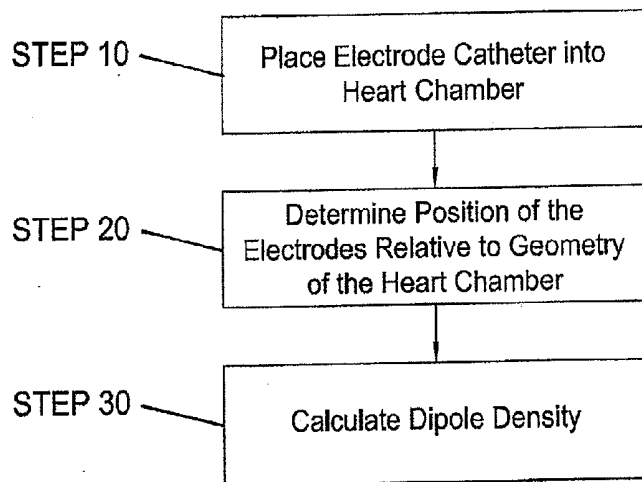 STEP 10
Place Electrode Catheter into
Heart Chamber
STEP 20
Determine Position of the
Electrodes Relative to Geometry
of the Heart Chamber
STEP 30
Calculate Dipole Density